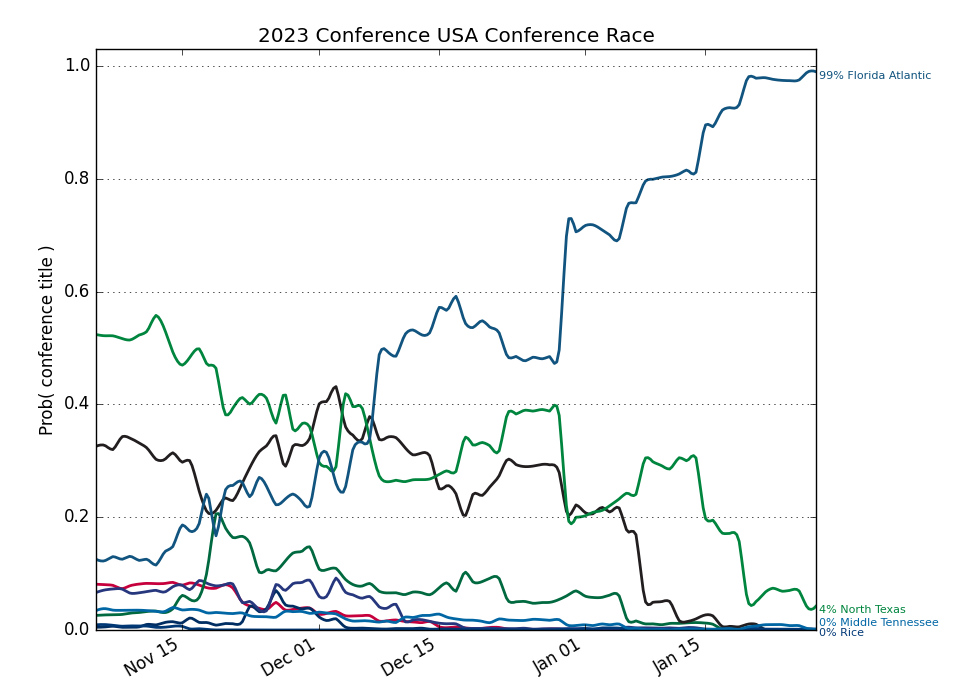 2023 Conference USA Conference Race
1.0
0.8
0.6
0.4
0.2
0.0
Prob( conference title )
99% Florida Atlantic
4% North Texas
0% Middle Tennessee
0% Rice
Nov 15
Dec 01
Dec 15
Jan 01
Jan 15